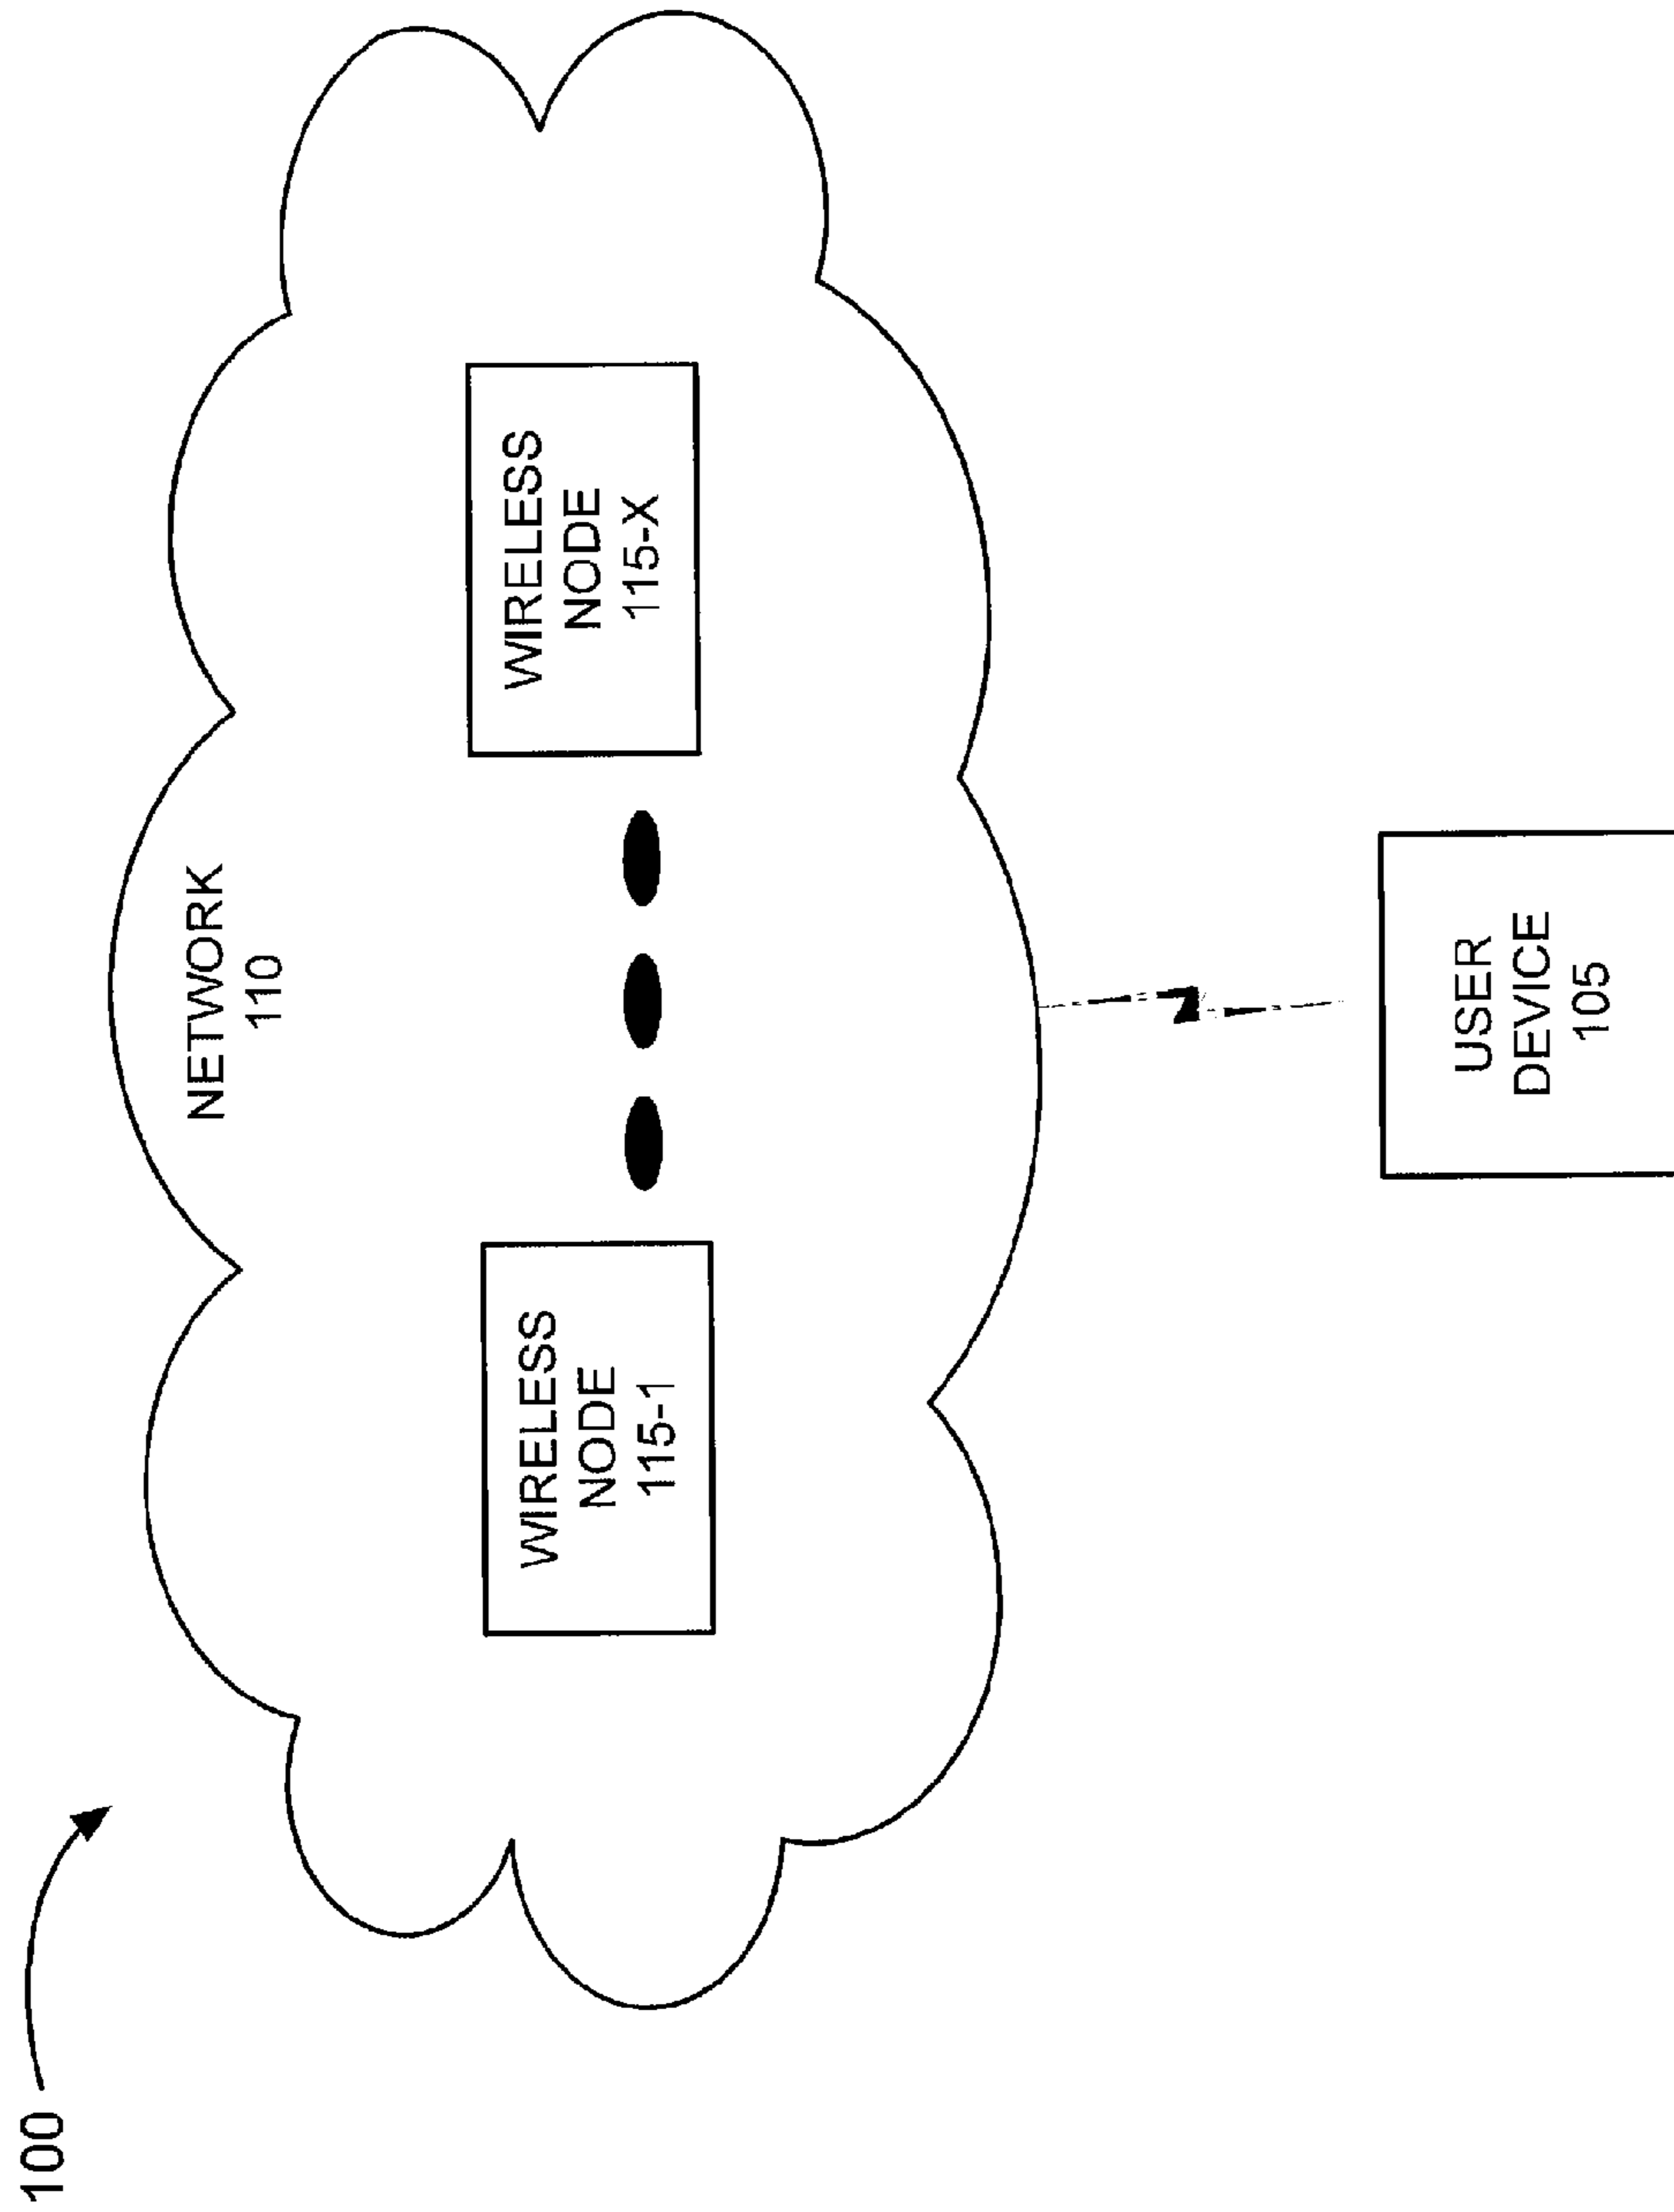 100
NETWORK
110
WIRELESS
NODE
115-1
WIRELESS
NODE
115-X
USER
DEVICE
105